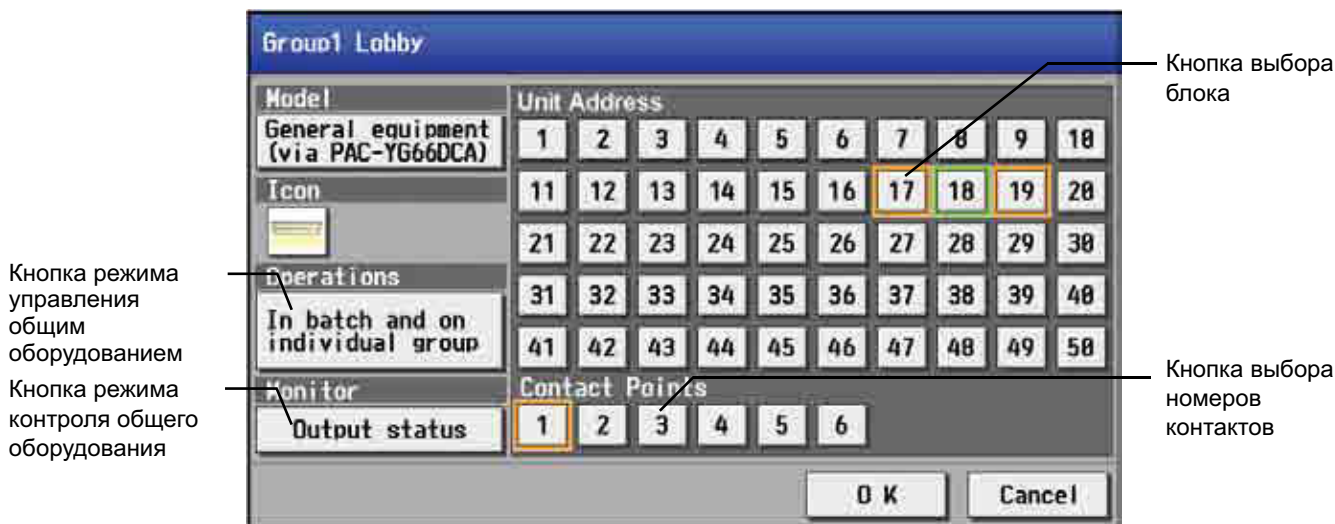 Group1 Lobby
Кнопка выбора
блока
Model
General equipment
(via PAC-YG66DCA)
Icon
Unit Address
1 2 3 4 5 6 7 8 9 10
11 12 13 14 15 16 17 18 19 20
21 22 23 24 25 26 27 28 29 30
31 32 33 34 35 36 37 38 39 40
41 42 43 44 45 46 47 48 49 50
Кнопка режима
управления
общим
оборудованием
Operations
In batch and on
individual group
Кнопка режима
контроля общего
оборудования
Monitor
Output status
Contact Points
1 2 3 4 5 6
Кнопка выбора
номеров
контактов
OK
Cancel